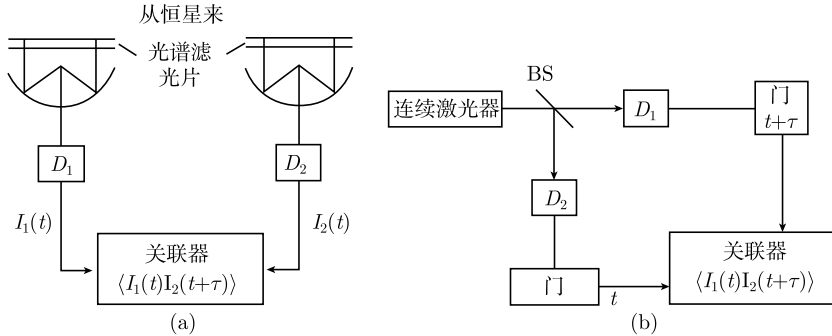 从恒星来
光谱滤
光片
D₁
D₂
I₁(t)
I₂(t)
关联器
⟨I₁(t)I₂(t+τ)⟩
(a)
BS
连续激光器
D₁
门
t+τ
D₂
关联器
⟨I₁(t)I₂(t+τ)⟩
门
t
(b)